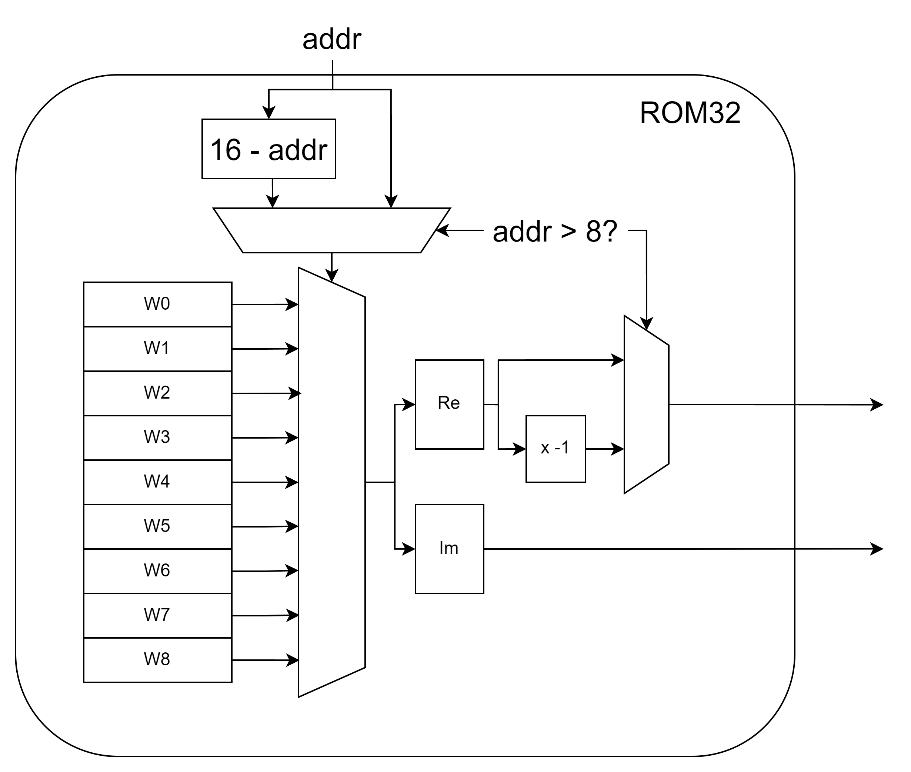 addr
ROM32
16 - addr
addr > 8?
W0
W1
W2
W3
W4
W5
W6
W7
W8
Re
x -1
Im